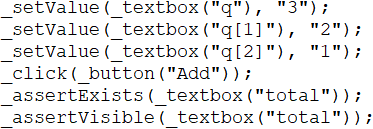 _setValue(_textbox("q"), "3");
_setValue(_textbox("q[1]"), "2");
_setValue(_textbox("q[2]"), "1");
_click(_button("Add"));
_assertExists(_textbox("total"));
_assertVisible(_textbox("total"));